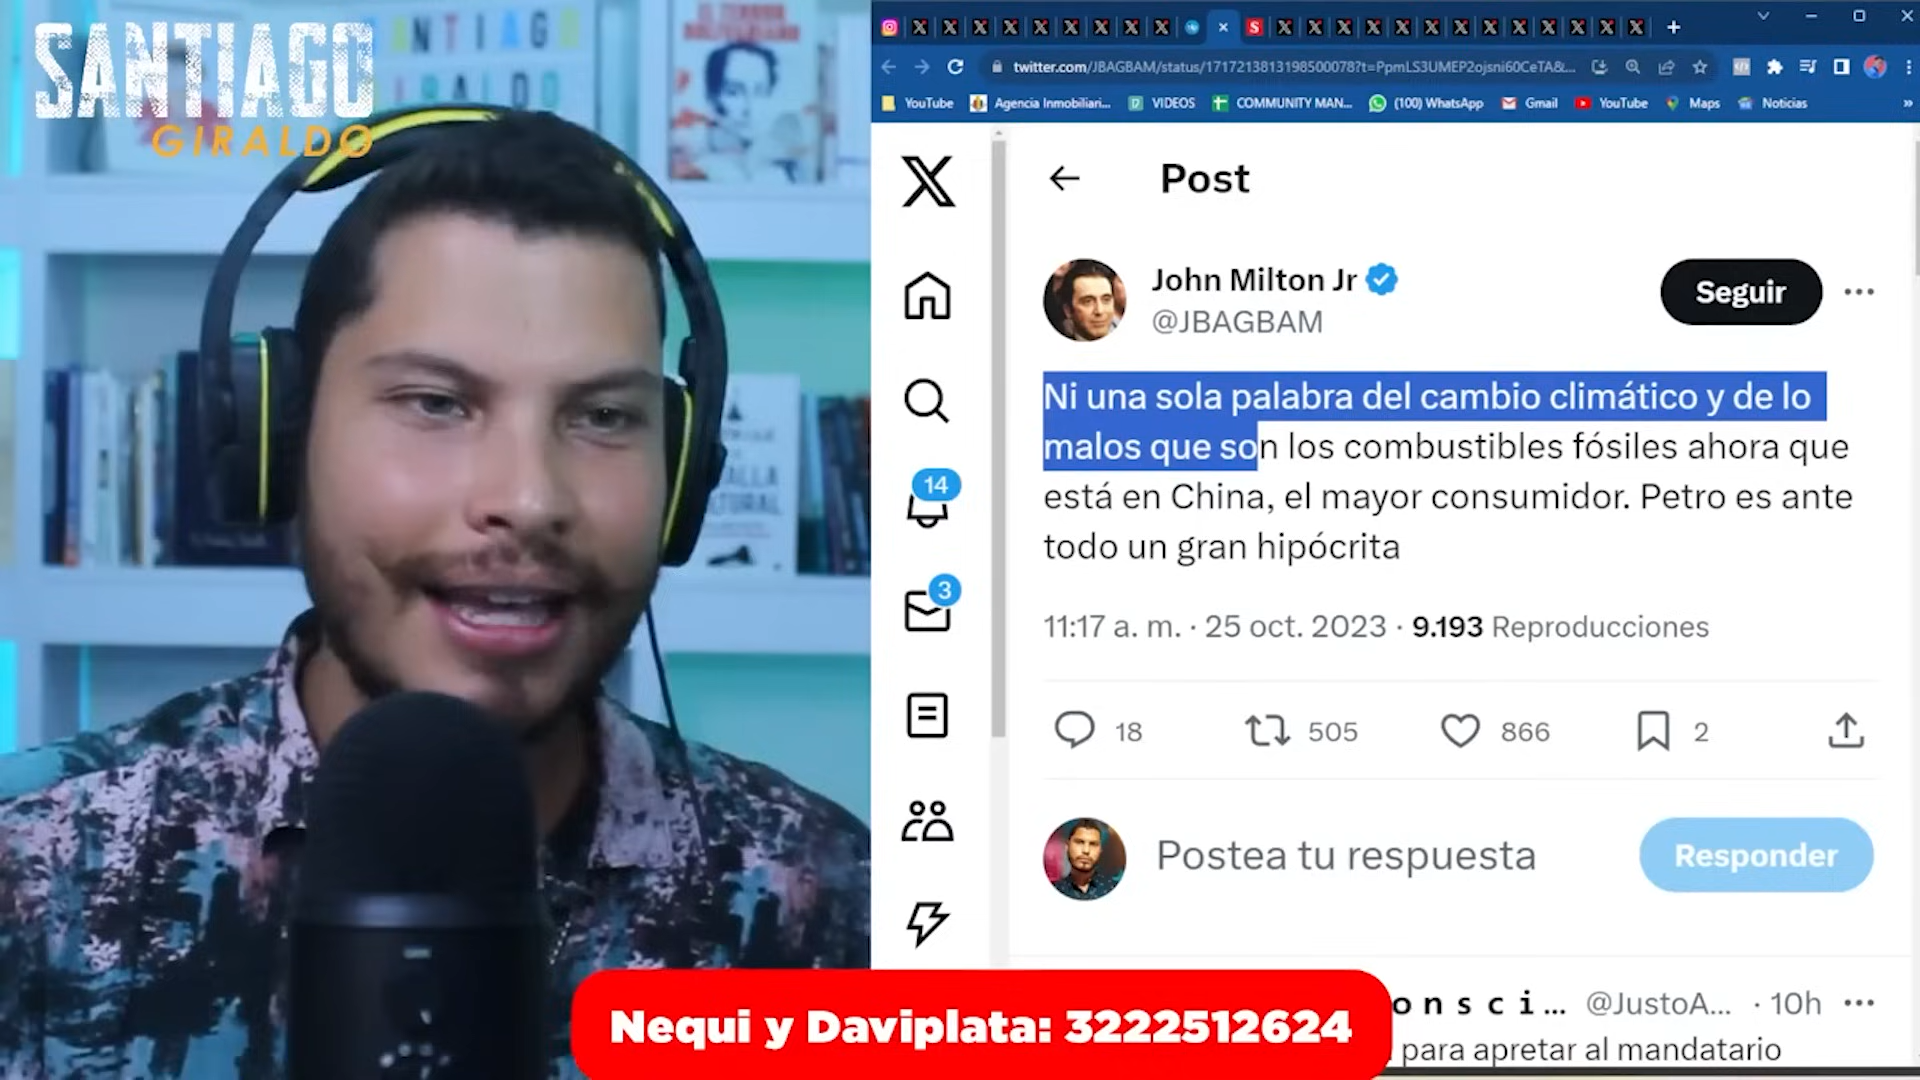 SANTIAGO
GIRALDO
twitter.com/JBAGBAM/status/1717213813198500078?t=PpmLS3UMEP2ojsni60CeTA&...
YouTube
Agencia Inmobiliari...
VIDEOS
COMMUNITY MAN...
(100) WhatsApp
Gmail
YouTube
Maps
Noticias
»
Post
John Milton Jr
@JBAGBAM
Seguir
Ni una sola palabra del cambio climático y de lo
malos que son los combustibles fósiles ahora que
está en China, el mayor consumidor. Petro es ante
todo un gran hipócrita
11:17 a. m. · 25 oct. 2023 · 9.193 Reproducciones
14
3
18
505
866
2
Postea tu respuesta
Responder
o n s c i ... @JustoA... · 10h
para apretar al mandatario
Nequi y Daviplata: 3222512624